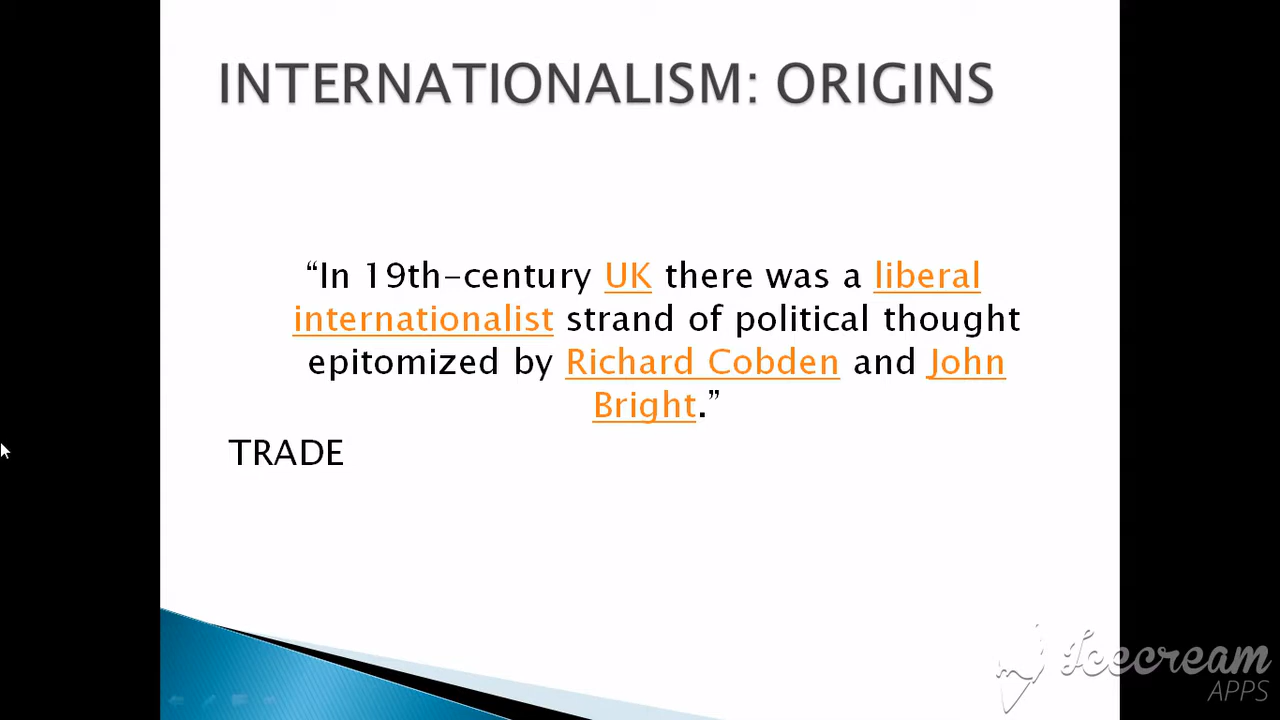 INTERNATIONALISM: ORIGINS
“In 19th-century UK there was a liberal
internationalist strand of political thought
epitomized by Richard Cobden and John
Bright.”
TRADE
Icecream
APPS